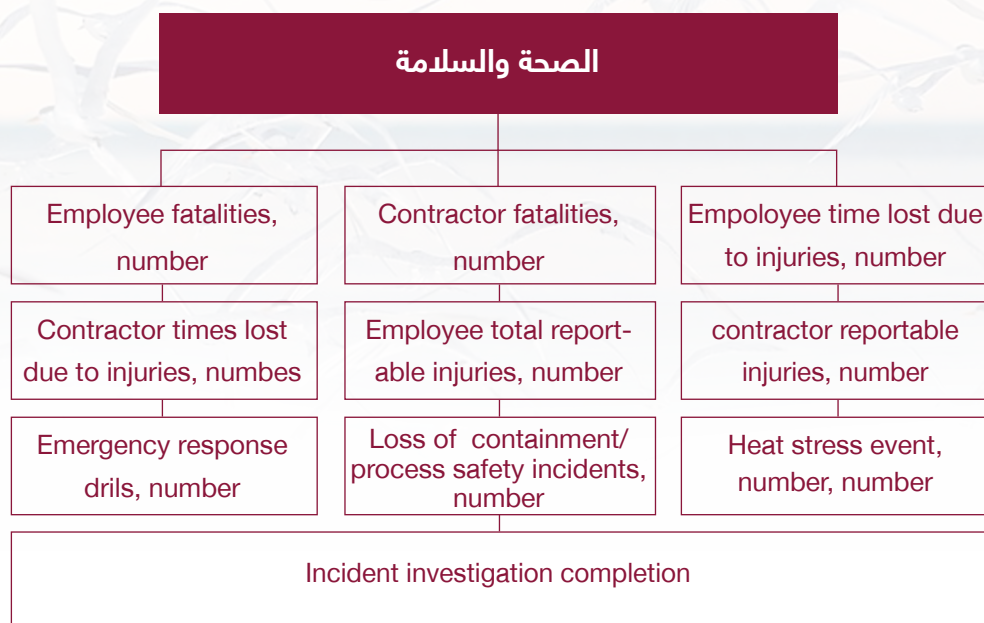 الصحة والسلامة
Employee fatalities,
number
Contractor fatalities,
number
Empoloyee time lost due
to injuries, number
Contractor times lost
due to injuries, numbes
Employee total report-
able injuries, number
contractor reportable
injuries, number
Emergency response
drils, number
Loss of containment/
process safety incidents,
number
Heat stress event,
number, number
Incident investigation completion